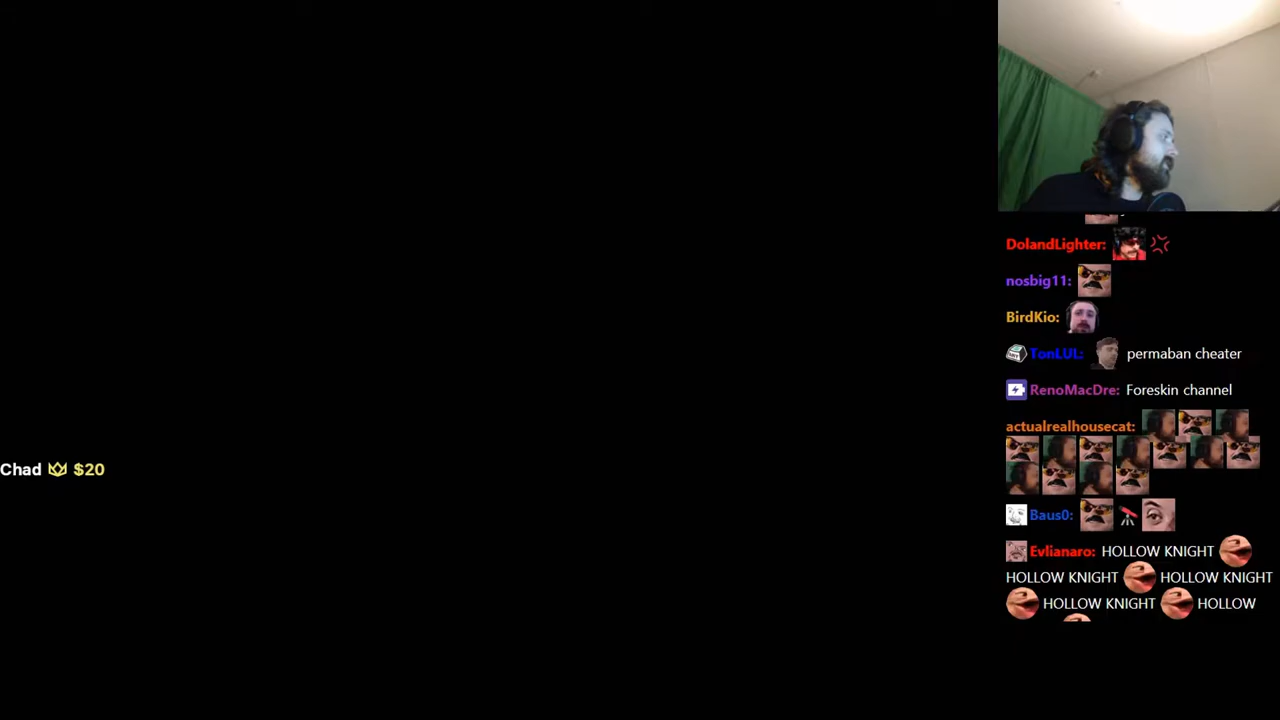 DolandLighter:
nosbig11:
BirdKio:
TonLUL: permaban cheater
RenoMacDre: Foreskin channel
actualrealhousecat:
Chad $20
Baus0:
Evlianaro: HOLLOW KNIGHT
HOLLOW KNIGHT HOLLOW KNIGHT
HOLLOW KNIGHT HOLLOW